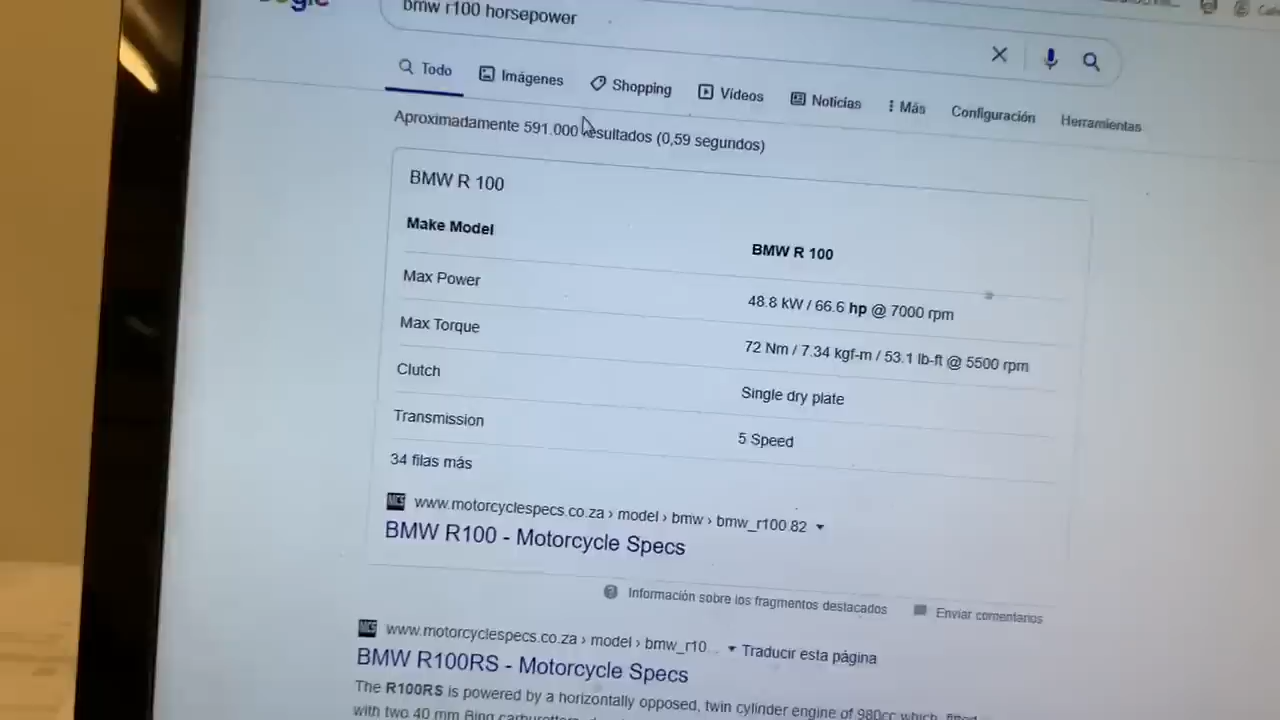 bmw r100 horsepower
Todo Imágenes Shopping Vídeos Noticias Más Configuración Herramientas
Aproximadamente 591.000 resultados (0,59 segundos)
BMW R 100
Make Model BMW R 100
Max Power 48.8 kW / 66.6 hp @ 7000 rpm
Max Torque 72 Nm / 7.34 kgf-m / 53.1 lb-ft @ 5500 rpm
Clutch Single dry plate
Transmission 5 Speed
34 filas más
www.motorcyclespecs.co.za › model › bmw › bmw_r100 82
BMW R100 - Motorcycle Specs
Información sobre los fragmentos destacados Enviar comentarios
www.motorcyclespecs.co.za › model › bmw_r10... Traducir esta página
BMW R100RS - Motorcycle Specs
The R100RS is powered by a horizontally opposed, twin cylinder engine of 980cc which, fitted
with two 40 mm Bing